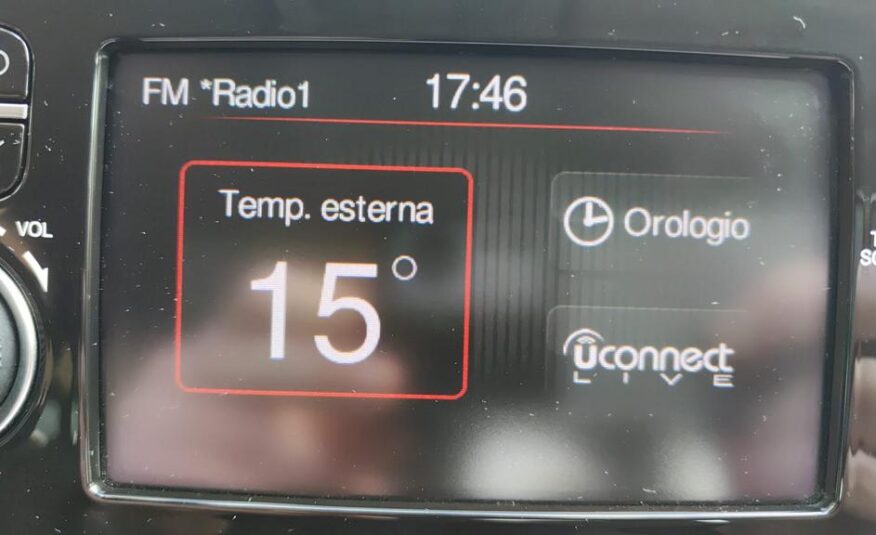 FM *Radio1 17:46
Temp. esterna
15°
Orologio
uconnect
LIVE
VOL